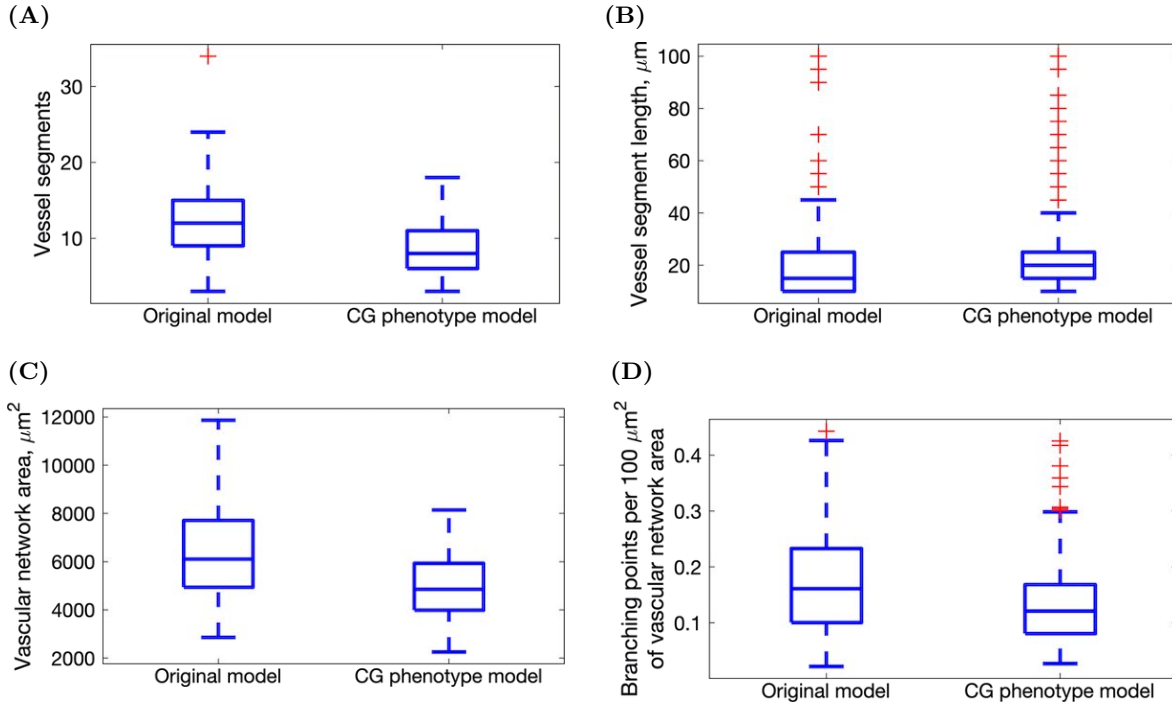 (A)
Vessel segments
30
20
10
Original model
CG phenotype model
(B)
Vessel segment length, μm
100
80
60
40
20
Original model
CG phenotype model
(C)
Vascular network area, μm²
12000
10000
8000
6000
4000
2000
Original model
CG phenotype model
(D)
Branching points per 100 μm²
of vascular network area
0.4
0.3
0.2
0.1
Original model
CG phenotype model